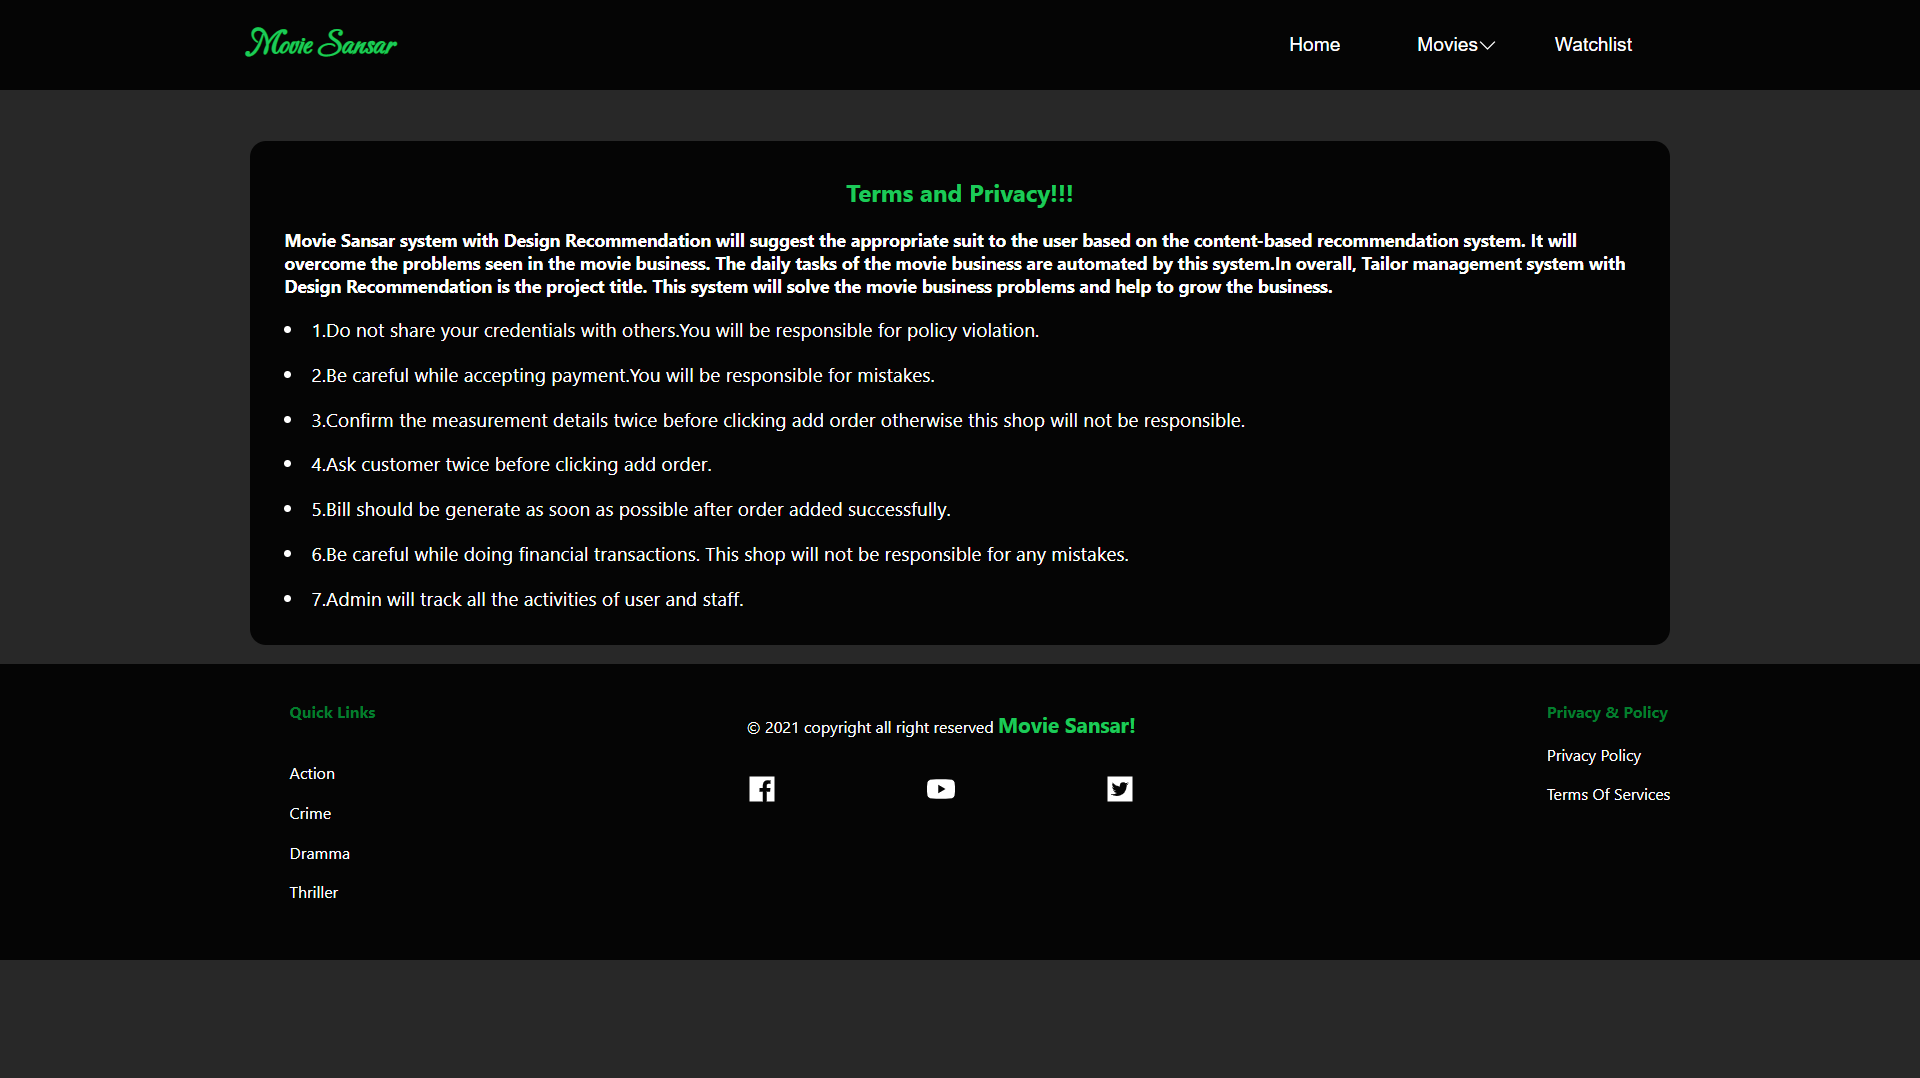 Movie Sansar
Home
Movies
Watchlist
Terms and Privacy!!!
Movie Sansar system with Design Recommendation will suggest the appropriate suit to the user based on the content-based recommendation system. It will
overcome the problems seen in the movie business. The daily tasks of the movie business are automated by this system.In overall, Tailor management system with
Design Recommendation is the project title. This system will solve the movie business problems and help to grow the business.
1.Do not share your credentials with others.You will be responsible for policy violation.
2.Be careful while accepting payment.You will be responsible for mistakes.
3.Confirm the measurement details twice before clicking add order otherwise this shop will not be responsible.
4.Ask customer twice before clicking add order.
5.Bill should be generate as soon as possible after order added successfully.
6.Be careful while doing financial transactions. This shop will not be responsible for any mistakes.
7.Admin will track all the activities of user and staff.
Quick Links
Action
Crime
Dramma
Thriller
© 2021 copyright all right reserved Movie Sansar!
Privacy & Policy
Privacy Policy
Terms Of Services